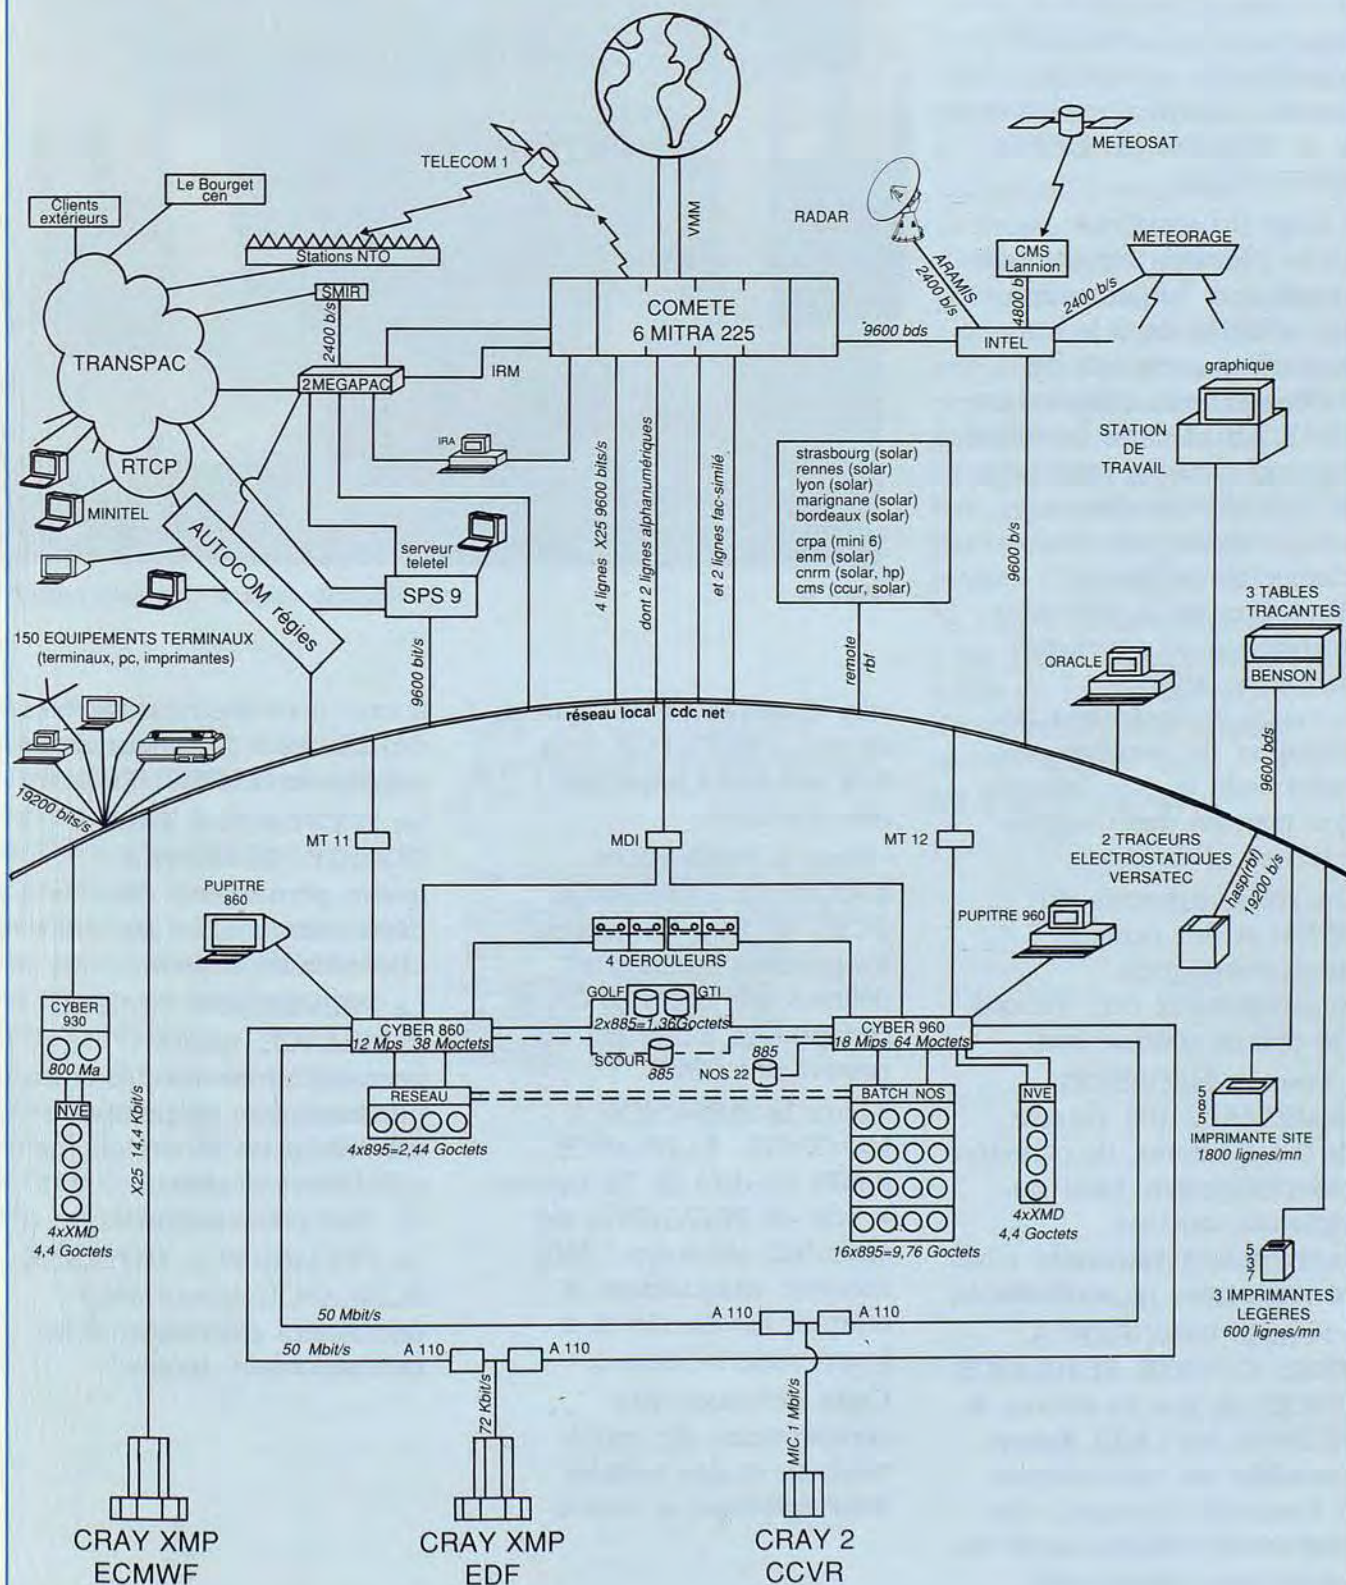 TELECOM 1
METEOSAT
Le Bourget
cen
Clients
extérieurs
RADAR
VMM
Stations NTO
CMS
Lannion
METEORAGE
ARAMIS
2400 b/s
4800 b
2400 b/s
SMIR
2400 b/s
COMETE
6 MITRA 225
9600 bds
INTEL
TRANSPAC
2MEGAPAC
IRM
graphique
STATION
DE
TRAVAIL
IRA
RTCP
MINITEL
AUTOCOM régies
serveur
teletel
SPS 9
9600 bit/s
4 lignes X25 9600 bits/s
dont 2 lignes alphanumériques
et 2 lignes fac-similé
strasbourg (solar)
rennes (solar)
lyon (solar)
marignane (solar)
bordeaux (solar)
crpa (mini 6)
enm (solar)
cnrm (solar, hp)
cms (ccur, solar)
remote
rbf
9600 b/s
3 TABLES
TRACANTES
BENSON
9600 bds
ORACLE
150 EQUIPEMENTS TERMINAUX
(terminaux, pc, imprimantes)
19200 bits/s
réseau local cdc net
MT 11
MDI
MT 12
2 TRACEURS
ELECTROSTATIQUES
VERSATEC
hasp(rbf)
19200 b/s
PUPITRE
860
PUPITRE 960
4 DEROULEURS
GOLF
GTI
2x885=1,36Goctets
CYBER
930
800 Ma
CYBER 860
12 Mps 38 Moctets
CYBER 960
18 Mips 64 Moctets
SCOUR
885
NOS 22
885
NVE
RESEAU
4x895=2,44 Goctets
BATCH NOS
NVE
X25 14,4 Kbit/s
4xXMD
4,4 Goctets
16x895=9,76 Goctets
4xXMD
4,4 Goctets
585
IMPRIMANTE SITE
1800 lignes/mn
537
3 IMPRIMANTES
LEGERES
600 lignes/mn
50 Mbit/s
A 110
A 110
50 Mbit/s
A 110
A 110
72 Kbit/s
MIC 1 Mbit/s
CRAY XMP
ECMWF
CRAY XMP
EDF
CRAY 2
CCVR